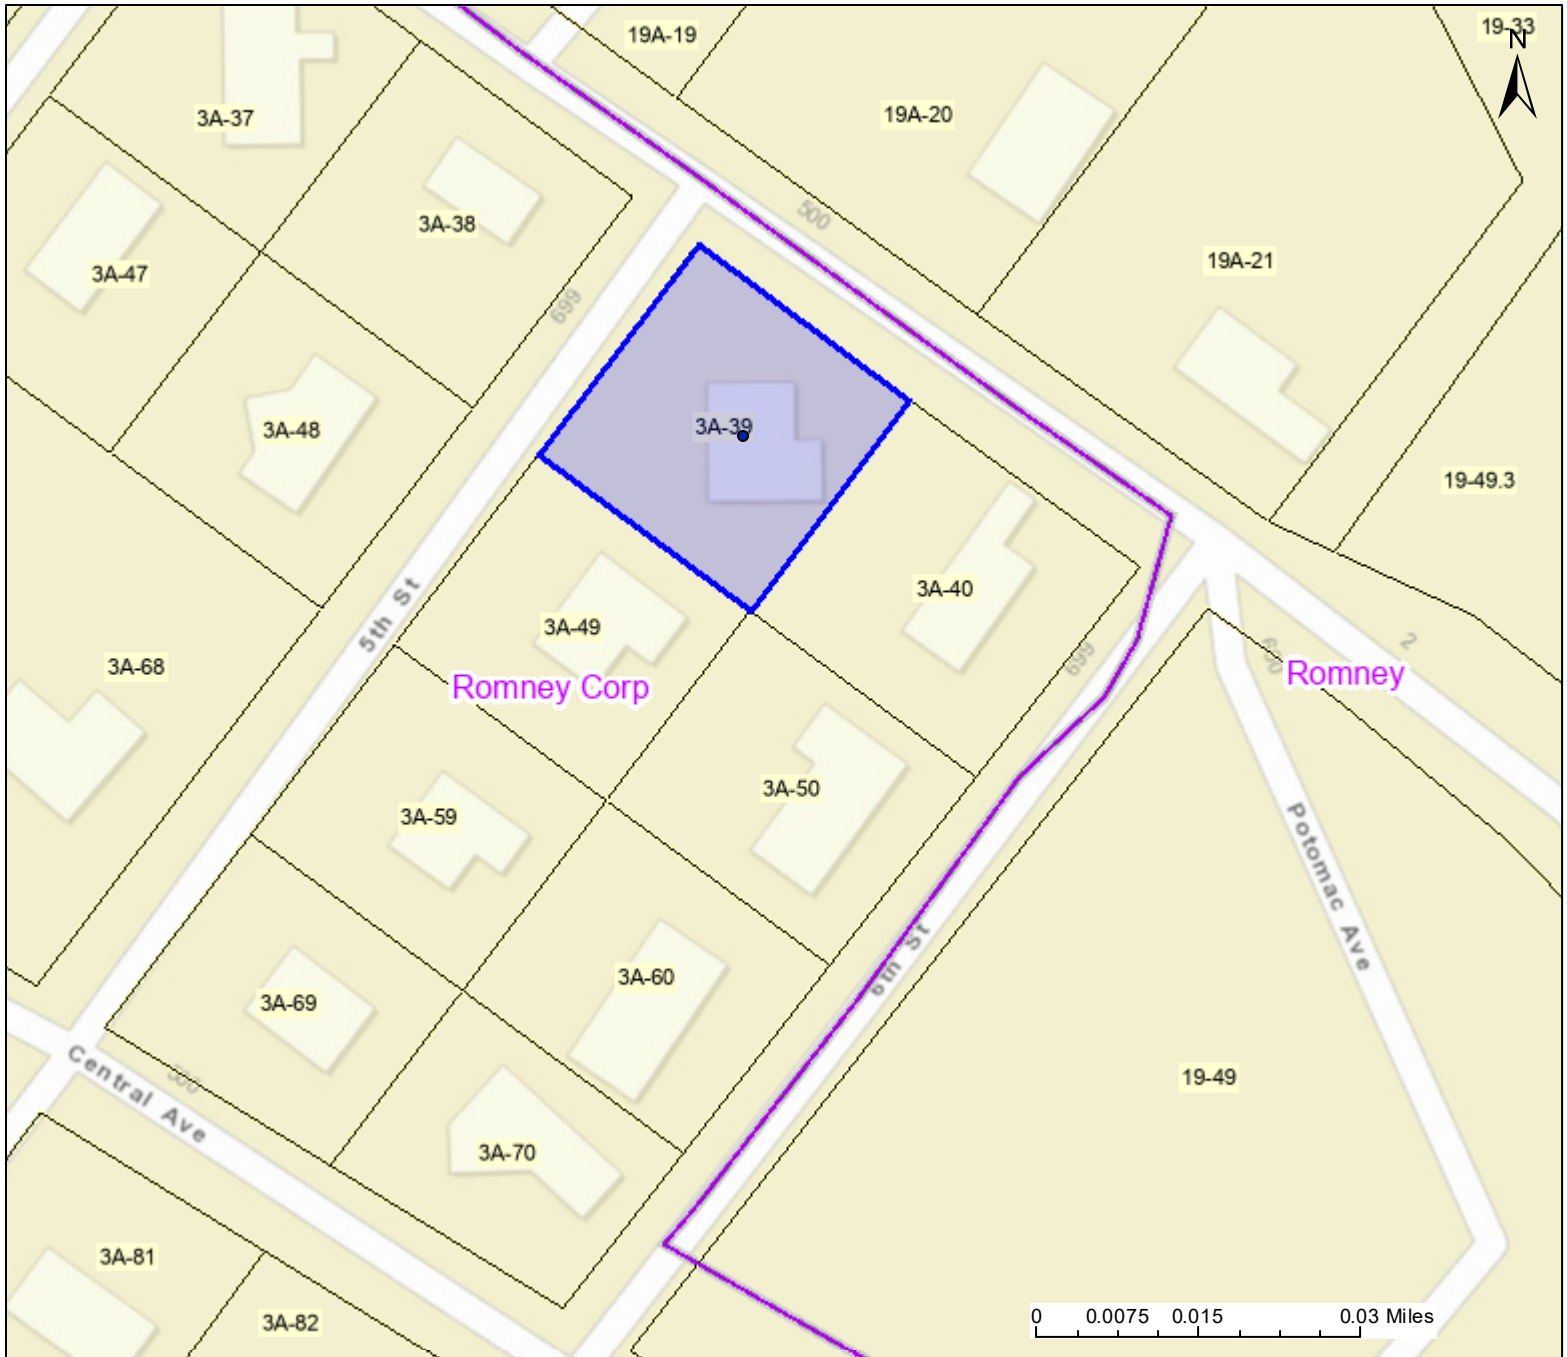 19A-19
19-33
N
3A-37
19A-20
500
3A-38
3A-47
19A-21
699
3A-48
3A-39
19-49.3
5th St
3A-49
3A-40
3A-68
699
600
2
Romney Corp
Romney
3A-59
3A-50
Potomac Ave
3A-69
3A-60
6th St
Central Ave
500
19-49
3A-70
3A-81
3A-82
0 0.0075 0.015 0.03 Miles